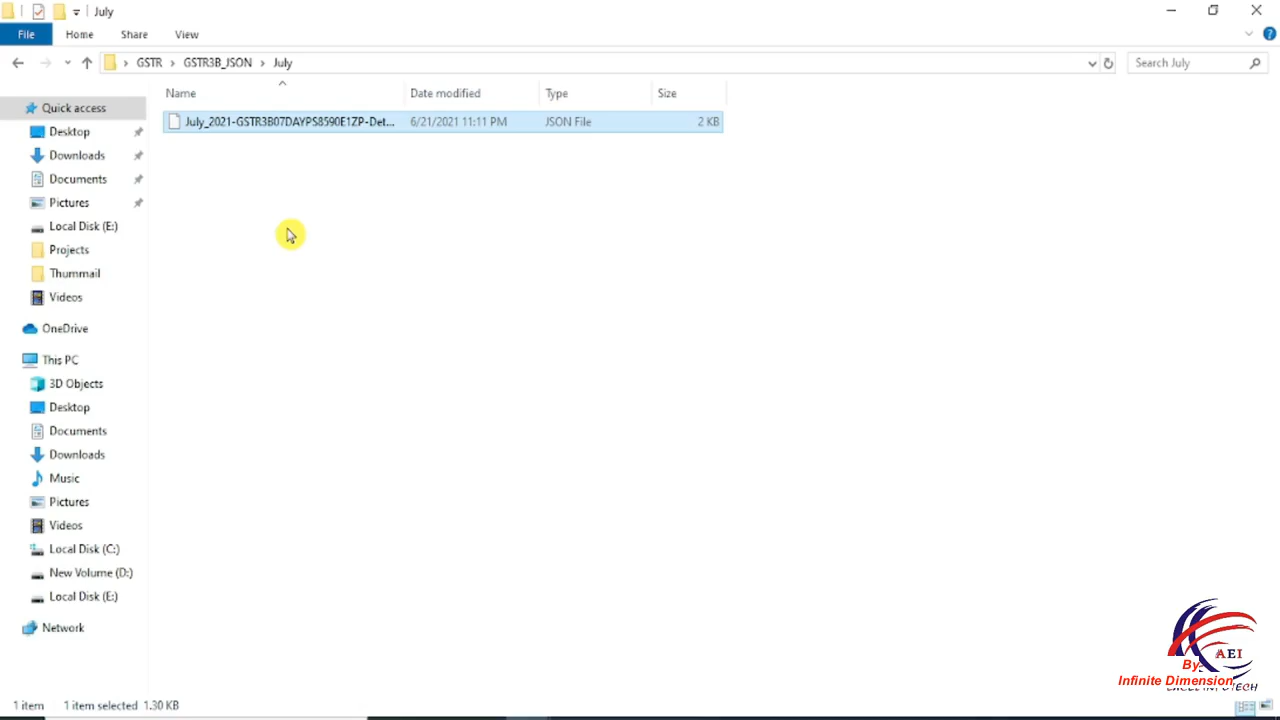 July
File Home Share View
GSTR GSTR3B_JSON July
Search July
Name Date modified Type Size
July_2021-GSTR3B07DAYPS8590E1ZP-Det... 6/21/2021 11:11 PM JSON File 2 KB
Quick access
Desktop
Downloads
Documents
Pictures
Local Disk (E:)
Projects
Thummail
Videos
OneDrive
This PC
3D Objects
Desktop
Documents
Downloads
Music
Pictures
Videos
Local Disk (C:)
New Volume (D:)
Local Disk (E:)
Network
AEI
By
Infinite Dimension
1 item 1 item selected 1.30 KB